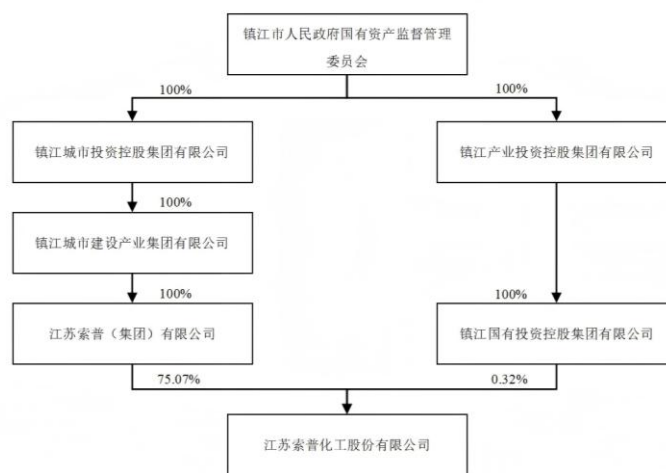 镇江市人民政府国有资产监督管理
委员会
100%
100%
镇江城市投资控股集团有限公司
镇江产业投资控股集团有限公司
100%
镇江城市建设产业集团有限公司
100%
100%
江苏索普（集团）有限公司
镇江国有投资控股集团有限公司
75.07%
0.32%
江苏索普化工股份有限公司